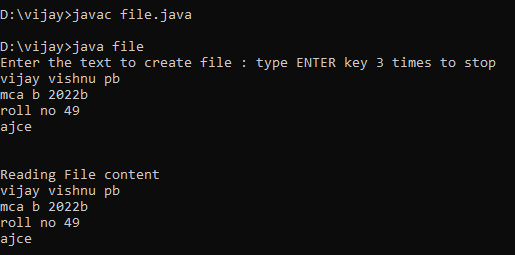 D:\vijay>javac file.java
D:\vijay>java file
Enter the text to create file : type ENTER key 3 times to stop
vijay vishnu pb
mca b 2022b
roll no 49
ajce
Reading File content
vijay vishnu pb
mca b 2022b
roll no 49
ajce